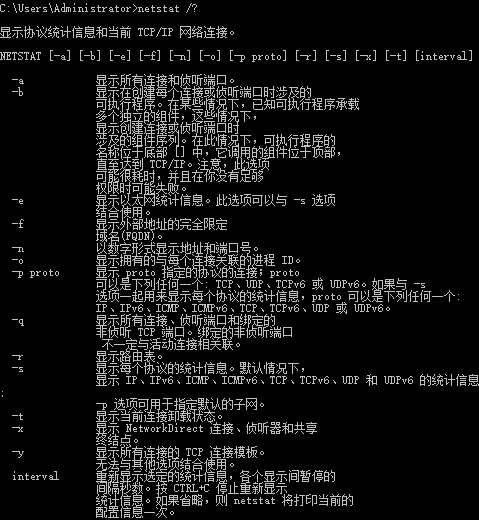 C:\Users\Administrator>netstat /?
显示协议统计信息和当前 TCP/IP 网络连接。
NETSTAT [-a] [-b] [-e] [-f] [-n] [-o] [-p proto] [-r] [-s] [-x] [-t] [interval]
-a 显示所有连接和侦听端口。
-b 显示在创建每个连接或侦听端口时涉及的
可执行程序。在某些情况下，已知可执行程序承载
多个独立的组件，这些情况下，
显示创建连接或侦听端口时
涉及的组件序列。在此情况下，可执行程序的
名称位于底部 [] 中，它调用的组件位于顶部，
直至达到 TCP/IP。注意，此选项
可能很耗时，并且在你没有足够
权限时可能失败。
-e 显示以太网统计信息。此选项可以与 -s 选项
结合使用。
-f 显示外部地址的完全限定
域名(FQDN)。
-n 以数字形式显示地址和端口号。
-o 显示拥有的与每个连接关联的进程 ID。
-p proto 显示 proto 指定的协议的连接；proto
可以是下列任何一个: TCP、UDP、TCPv6 或 UDPv6。如果与 -s
选项一起用来显示每个协议的统计信息，proto 可以是下列任何一个:
IP、IPv6、ICMP、ICMPv6、TCP、TCPv6、UDP 或 UDPv6。
-q 显示所有连接、侦听端口和绑定的
非侦听 TCP 端口。绑定的非侦听端口
不一定与活动连接相关联。
-r 显示路由表。
-s 显示每个协议的统计信息。默认情况下，
显示 IP、IPv6、ICMP、ICMPv6、TCP、TCPv6、UDP 和 UDPv6 的统计信息
;
-p 选项可用于指定默认的子网。
-t 显示当前连接卸载状态。
-x 显示 NetworkDirect 连接、侦听器和共享
终结点。
-y 显示所有连接的 TCP 连接模板。
无法与其他选项结合使用。
interval 重新显示选定的统计信息，各个显示间暂停的
间隔秒数。按 CTRL+C 停止重新显示
统计信息。如果省略，则 netstat 将打印当前的
配置信息一次。